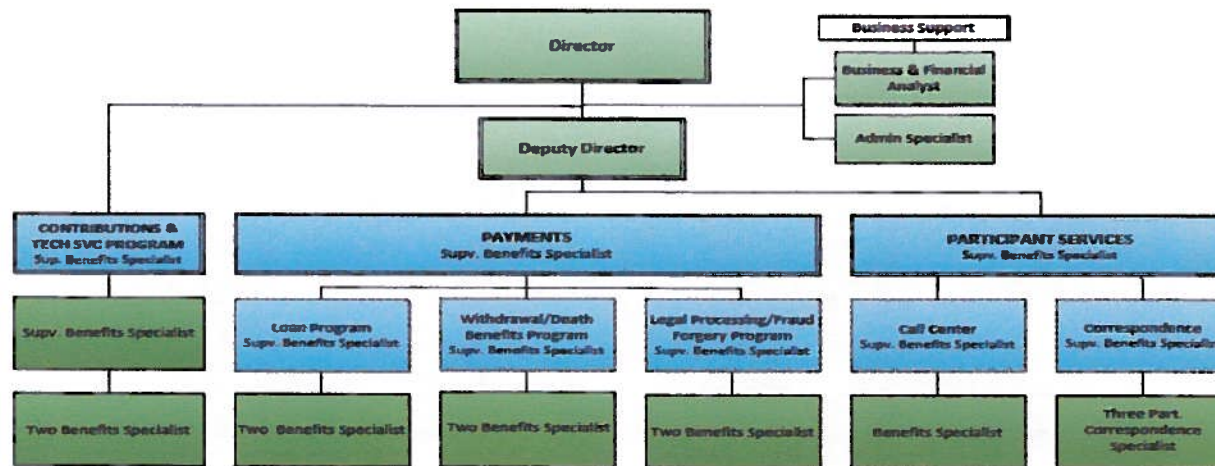 Director
Business Support
Business & Financial
Analyst
Admin Specialist
Deputy Director
CONTRIBUTIONS &
TECH SVC PROGRAM
Sup. Benefits Specialist
PAYMENTS
Supv. Benefits Specialist
PARTICIPANT SERVICES
Supv. Benefits Specialist
Supv. Benefits Specialist
Loan Program
Supv. Benefits Specialist
Withdrawal/Death
Benefits Program
Supv. Benefits Specialist
Legal Processing/Fraud
Forgery Program
Supv. Benefits Specialist
Call Center
Supv. Benefits Specialist
Correspondence
Supv. Benefits Specialist
Two Benefits Specialist
Two Benefits Specialist
Two Benefits Specialist
Two Benefits Specialist
Benefits Specialist
Three Part.
Correspondence
Specialist